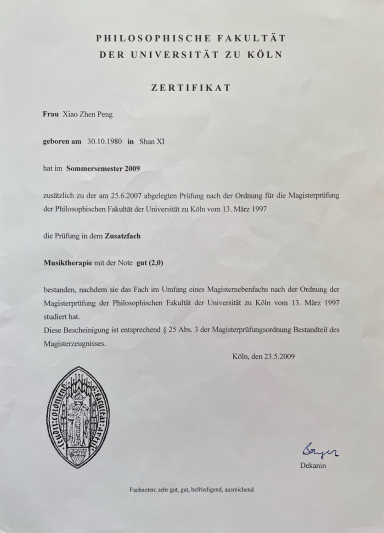 PHILOSOPHISCHE FAKULTÄT
DER UNIVERSITÄT ZU KÖLN
ZERTIFIKAT
Frau Xiao Zhen Peng
geboren am 30.10.1980 in Shan XI
hat im Sommersemester 2009
zusätzlich zu der am 25.6.2007 abgelegten Prüfung nach der Ordnung für die Magisterprüfung
der Philosophischen Fakultät der Universität zu Köln vom 13. März 1997
die Prüfung in dem Zusatzfach
Musiktherapie mit der Note gut (2,0)
bestanden, nachdem sie das Fach im Umfang eines Magisternebenfachs nach der Ordnung der
Magisterprüfung der Philosophischen Fakultät der Universität zu Köln vom 13. März 1997
studiert hat.
Diese Bescheinigung ist entsprechend § 25 Abs. 3 der Magisterprüfungsordnung Bestandteil des
Magisterzeugnisses.
Köln, den 23.5.2009
Dekanin
Fachnoten: sehr gut, gut, befriedigend, ausreichend